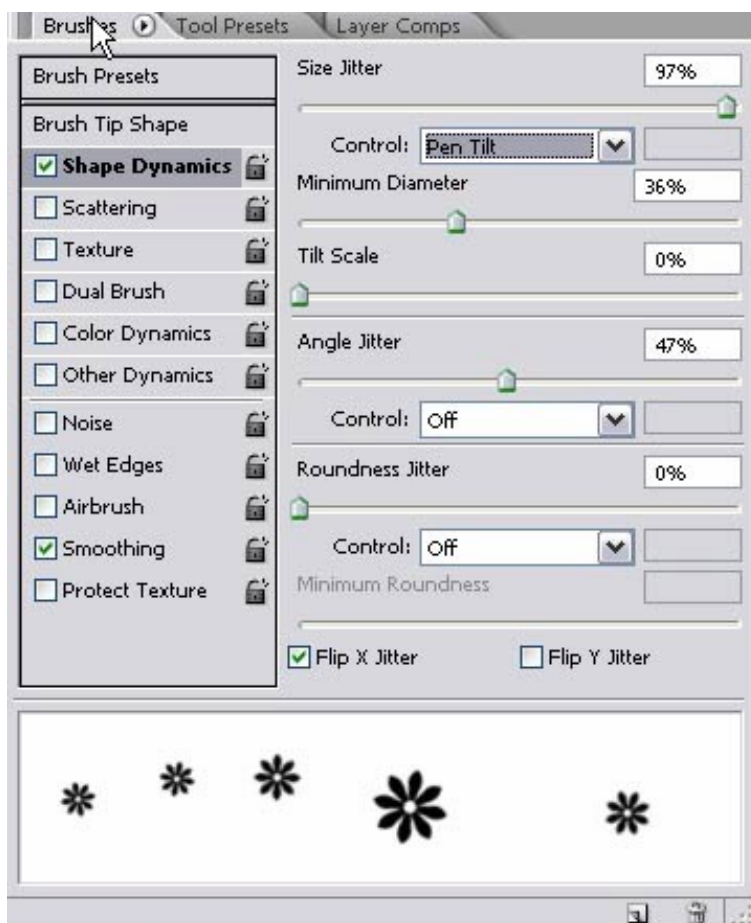 Brushes Tool Presets Layer Comps
Brush Presets
Brush Tip Shape
Shape Dynamics
Scattering
Texture
Dual Brush
Color Dynamics
Other Dynamics
Noise
Wet Edges
Airbrush
Smoothing
Protect Texture
Size Jitter 97%
Control: Pen Tilt
Minimum Diameter 36%
Tilt Scale 0%
Angle Jitter 47%
Control: Off
Roundness Jitter 0%
Control: Off
Minimum Roundness
Flip X Jitter Flip Y Jitter